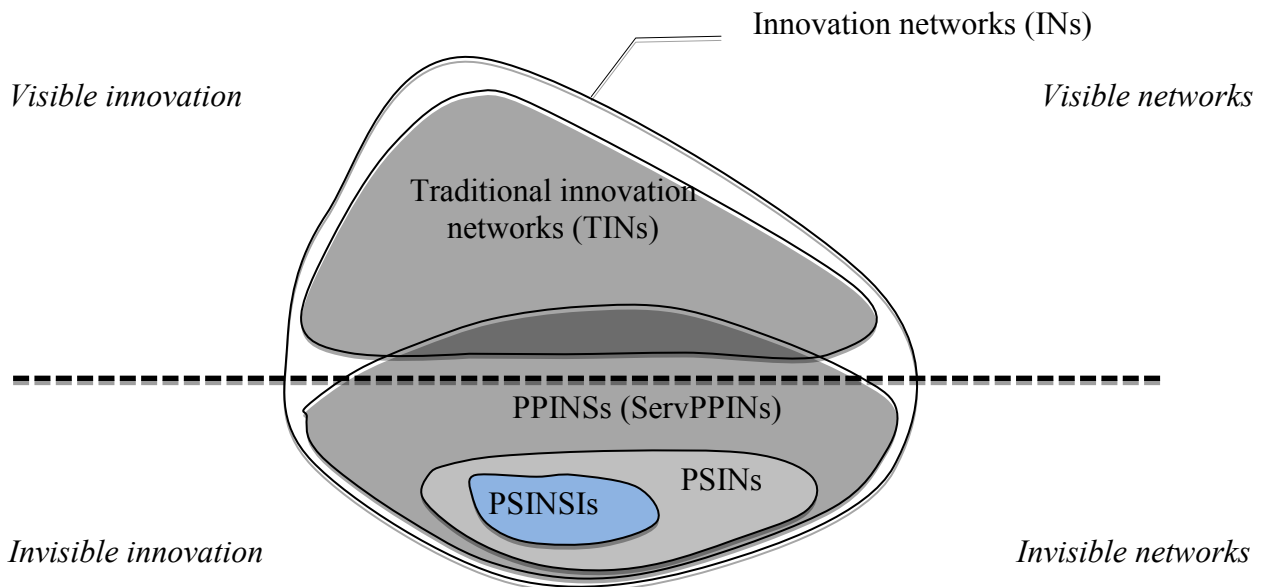 Innovation networks (INs)
Visible innovation
Visible networks
Traditional innovation
networks (TINs)
PPINSs (ServPPINs)
PSINs
PSINSIs
Invisible innovation
Invisible networks